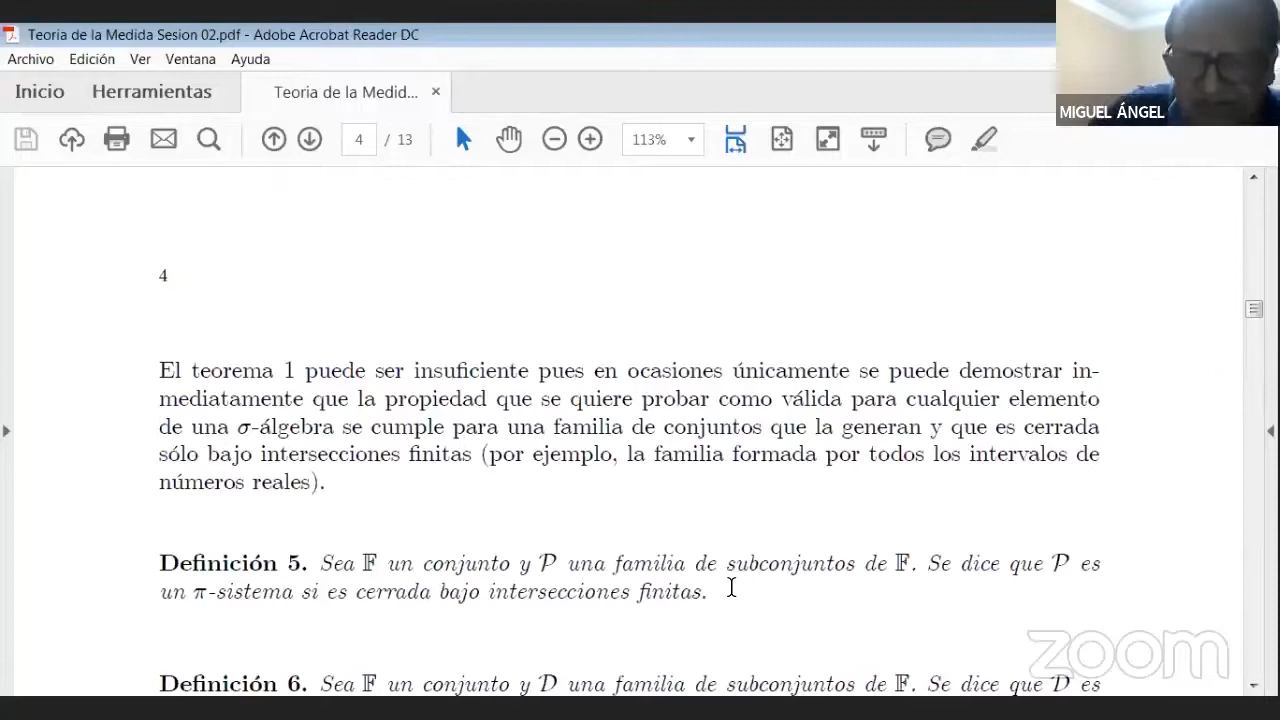 Teoria de la Medida Sesion 02.pdf - Adobe Acrobat Reader DC
Archivo Edición Ver Ventana Ayuda
Inicio Herramientas Teoria de la Medid... ×
4 / 13 113%
MIGUEL ÁNGEL
4
El teorema 1 puede ser insuficiente pues en ocasiones únicamente se puede demostrar in-
mediatamente que la propiedad que se quiere probar como válida para cualquier elemento
de una σ-álgebra se cumple para una familia de conjuntos que la generan y que es cerrada
sólo bajo intersecciones finitas (por ejemplo, la familia formada por todos los intervalos de
números reales).
Definición 5. Sea 𝔽 un conjunto y 𝒫 una familia de subconjuntos de 𝔽. Se dice que 𝒫 es
un π-sistema si es cerrada bajo intersecciones finitas.
Definición 6. Sea 𝔽 un conjunto y 𝒟 una familia de subconjuntos de 𝔽. Se dice que 𝒟 es
zoom